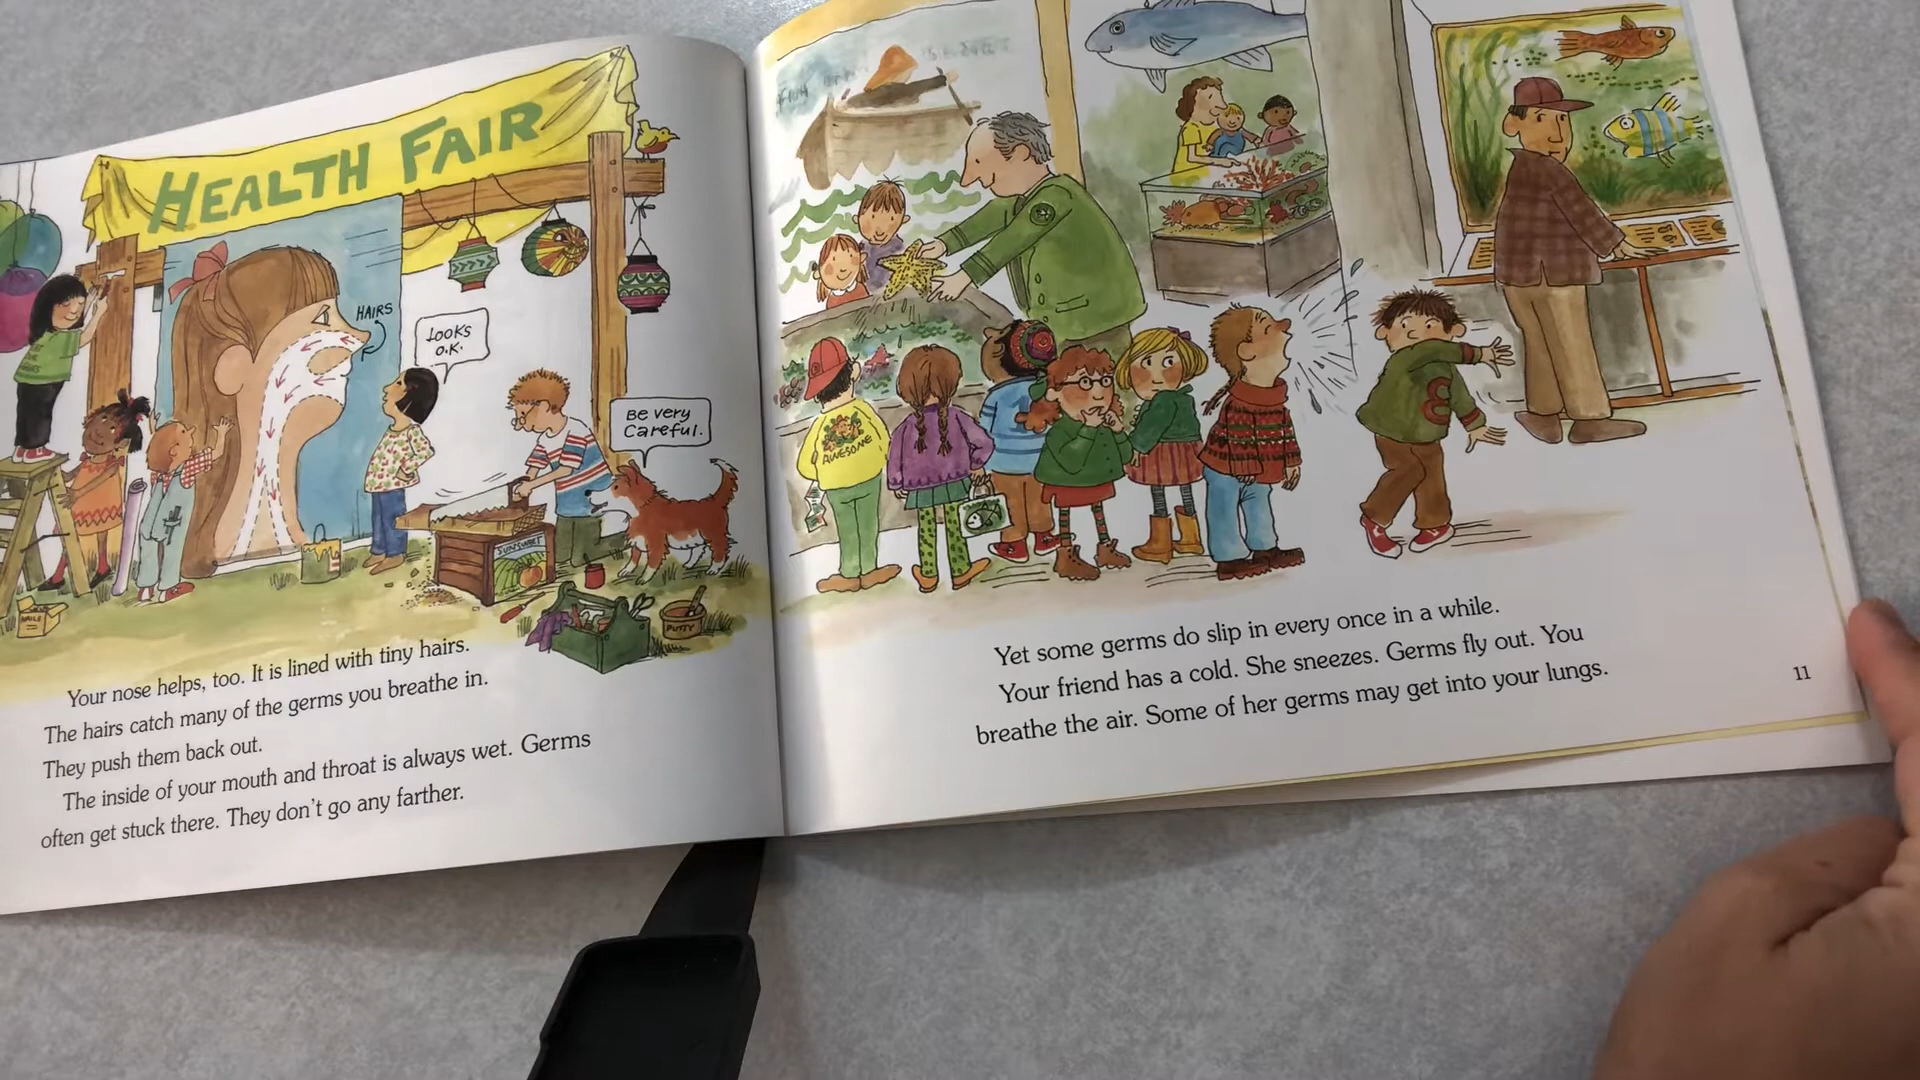 HEALTH FAIR
HAIRS
LOOKS
O.K.
Be very
Careful.
SUNSWEET
NAILS
PUTTY
Your nose helps, too. It is lined with tiny hairs.
The hairs catch many of the germs you breathe in.
They push them back out.
The inside of your mouth and throat is always wet. Germs
often get stuck there. They don't go any farther.
AWESOME
8
Yet some germs do slip in every once in a while.
Your friend has a cold. She sneezes. Germs fly out. You
breathe the air. Some of her germs may get into your lungs.
11